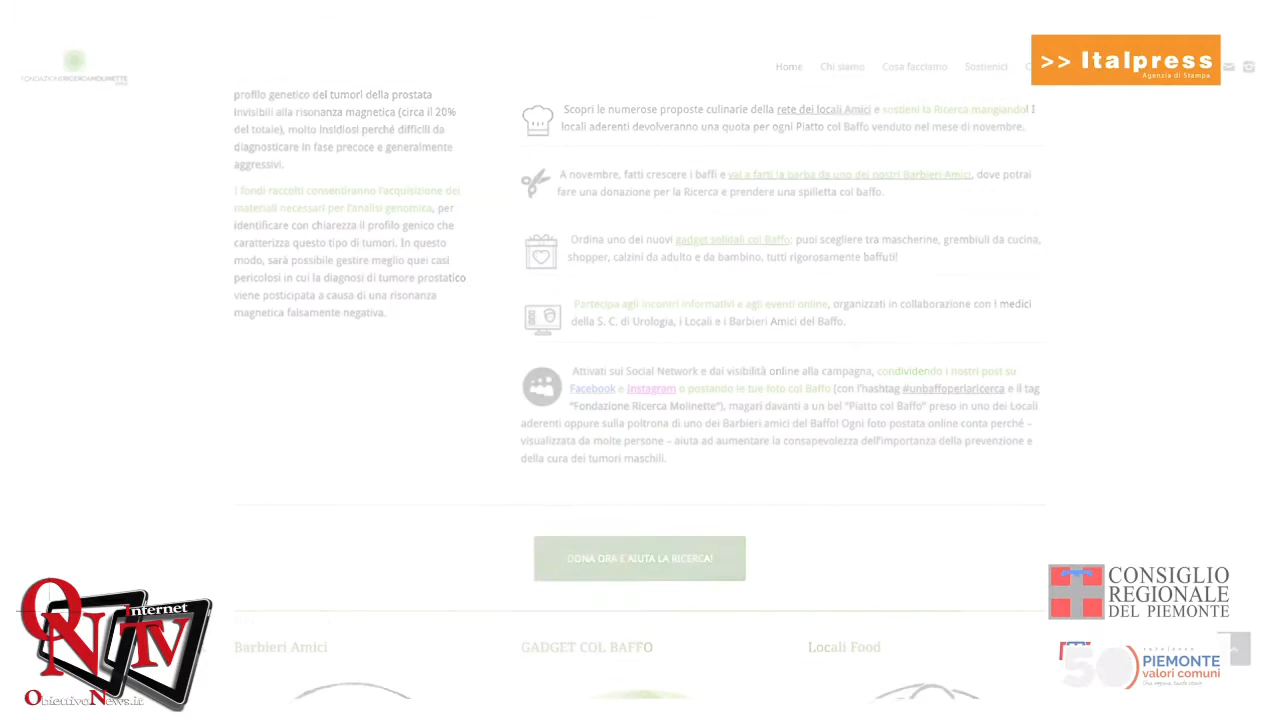 FONDAZIONERICERCAMOLINETTE
Home Chi siamo Cosa facciamo Sostienici
>> Italpress
Agenzia di Stampa
profilo genetico dei tumori della prostata
invisibili alla risonanza magnetica (circa il 20%
del totale), molto insidiosi perché difficili da
diagnosticare in fase precoce e generalmente
aggressivi.
I fondi raccolti consentiranno l'acquisizione dei
materiali necessari per l'analisi genomica, per
identificare con chiarezza il profilo genico che
caratterizza questo tipo di tumori. In questo
modo, sarà possibile gestire meglio quei casi
pericolosi in cui la diagnosi di tumore prostatico
viene posticipata a causa di una risonanza
magnetica falsamente negativa.
Scopri le numerose proposte culinarie della rete dei locali Amici e sostieni la Ricerca mangiando! I
locali aderenti devolveranno una quota per ogni Piatto col Baffo venduto nel mese di novembre.
A novembre, fatti crescere i baffi e vai a farti la barba da uno dei nostri Barbieri Amici, dove potrai
fare una donazione per la Ricerca e prendere una spilletta col baffo.
Ordina uno dei nuovi gadget solidali col Baffo: puoi scegliere tra mascherine, grembiuli da cucina,
shopper, calzini da adulto e da bambino, tutti rigorosamente baffuti!
Partecipa agli incontri informativi e agli eventi online, organizzati in collaborazione con i medici
della S. C. di Urologia, i Locali e i Barbieri Amici del Baffo.
Attivati sui Social Network e dai visibilità online alla campagna, condividendo i nostri post su
Facebook e Instagram o postando le tue foto col Baffo (con l'hashtag #unbaffoperlaricerca e il tag
"Fondazione Ricerca Molinette"), magari davanti a un bel "Piatto col Baffo" preso in uno dei Locali
aderenti oppure sulla poltrona di uno dei Barbieri amici del Baffo! Ogni foto postata online conta perché –
visualizzata da molte persone – aiuta ad aumentare la consapevolezza dell'importanza della prevenzione e
della cura dei tumori maschili.
DONA ORA E AIUTA LA RICERCA!
Barbieri Amici
GADGET COL BAFFO
Locali Food
QN Internet
TV
ObiettivoNews.it
CONSIGLIO
REGIONALE
DEL PIEMONTE
50
PIEMONTE
valori comuni